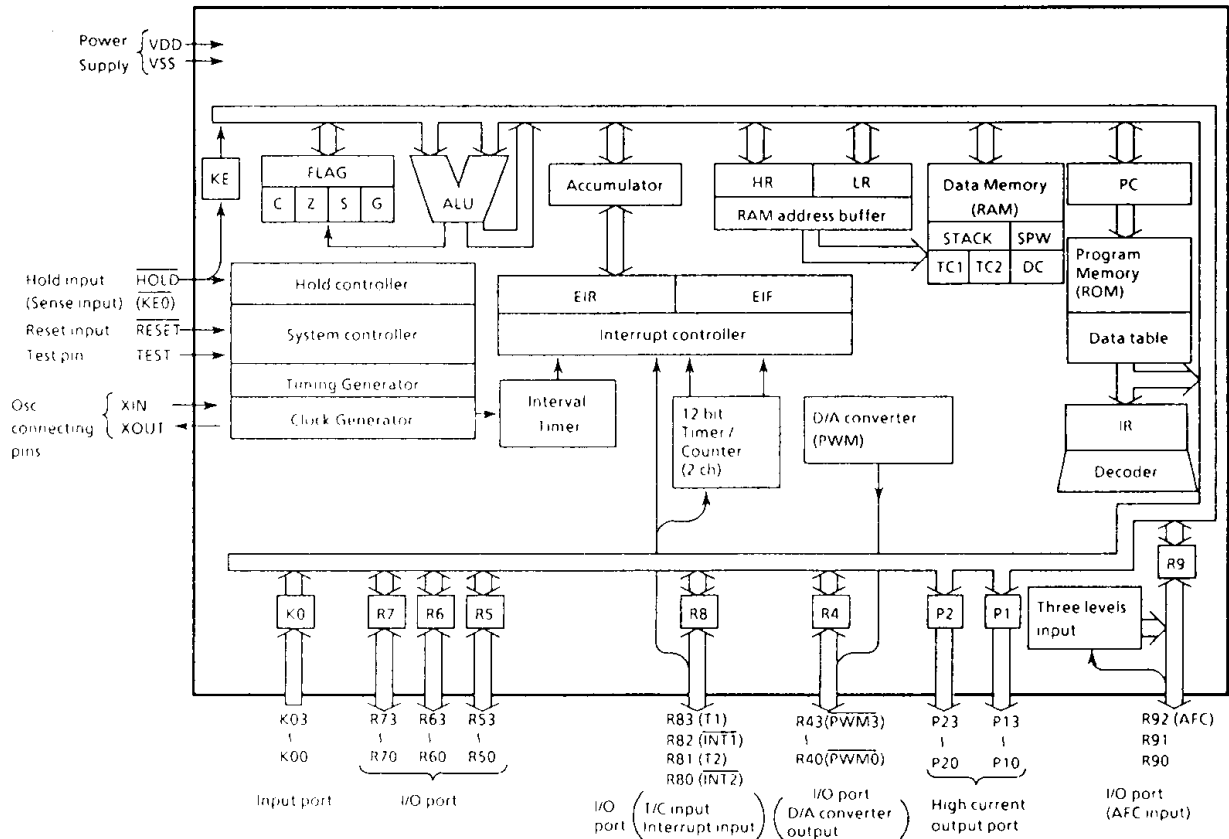 Power Supply
VDD
VSS
KE
FLAG
C Z S G
ALU
Accumulator
HR LR
RAM address buffer
Data Memory (RAM)
STACK SPW
TC1 TC2 DC
PC
Program Memory (ROM)
Data table
IR
Decoder
Hold input HOLD
(Sense input) (KE0)
Reset input RESET
Test pin TEST
Osc connecting pins
XIN
XOUT
Hold controller
System controller
Timing Generator
Clock Generator
EIR EIF
Interrupt controller
Interval Timer
12 bit
Timer /
Counter
(2 ch)
D/A converter
(PWM)
R9
K0 R7 R6 R5 R8 R4 P2 P1
Three levels
input
K03 R73 R63 R53 R83 (T1) R43 (PWM3) P23 P13 R92 (AFC)
~ ~ ~ ~ R82 (INT1) ~ ~ ~ R91
K00 R70 R60 R50 R81 (T2) R40 (PWM0) P20 P10 R90
R80 (INT2)
Input port
I/O port
I/O port (T/C input Interrupt input)
I/O port
(D/A converter output)
High current
output port
I/O port
(AFC input)